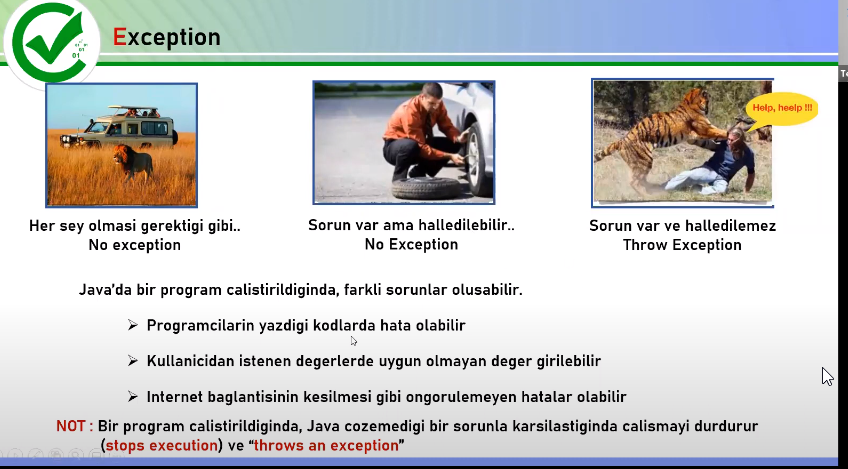 Exception
Help, heelp !!!
Her sey olmasi gerektigi gibi..
No exception
Sorun var ama halledilebilir..
No Exception
Sorun var ve halledilemez
Throw Exception
Java'da bir program calistirildiginda, farkli sorunlar olusabilir.
➢ Programcilarin yazdigi kodlarda hata olabilir
➢ Kullanicidan istenen degerlerde uygun olmayan deger girilebilir
➢ Internet baglantisinin kesilmesi gibi ongorulemeyen hatalar olabilir
NOT : Bir program calistirildiginda, Java cozemedigi bir sorunla karsilastiginda calismayi durdurur
(stops execution) ve "throws an exception"